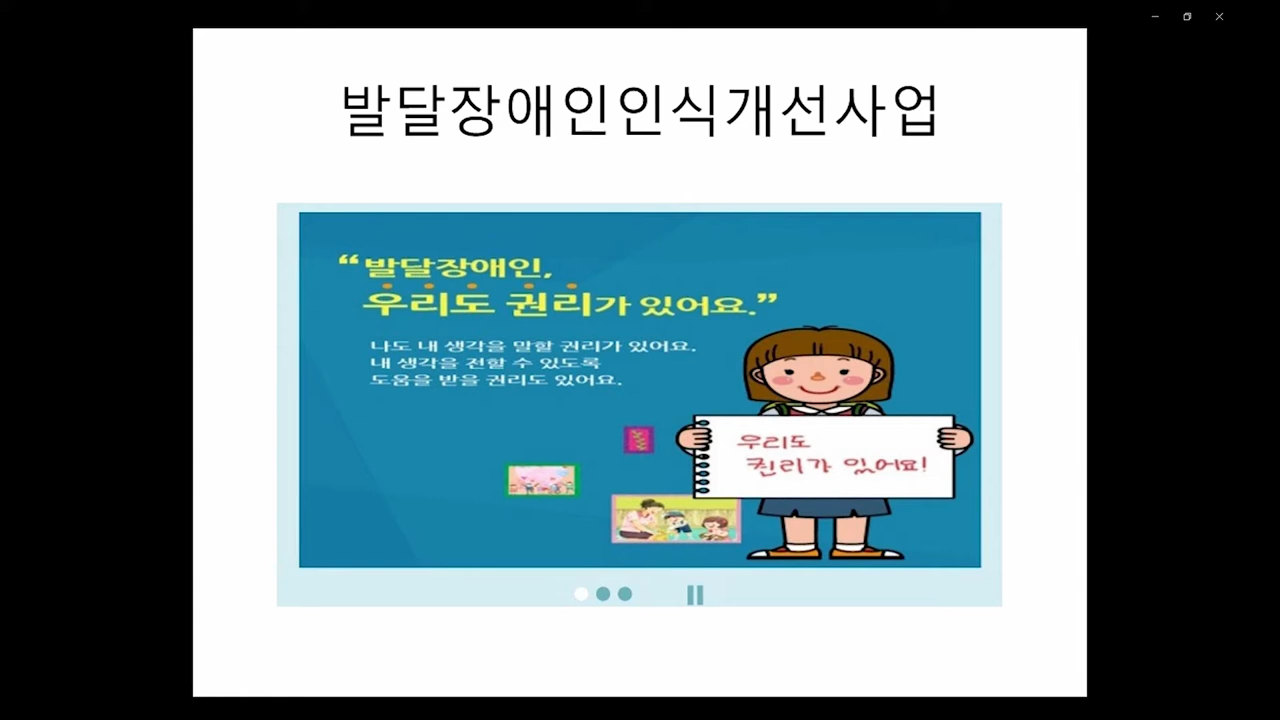 발달장애인인식개선사업
“발달장애인,
우리도 권리가 있어요.”
나도 내 생각을 말할 권리가 있어요.
내 생각을 전할 수 있도록
도움을 받을 권리도 있어요.
우리도
권리가 있어요!